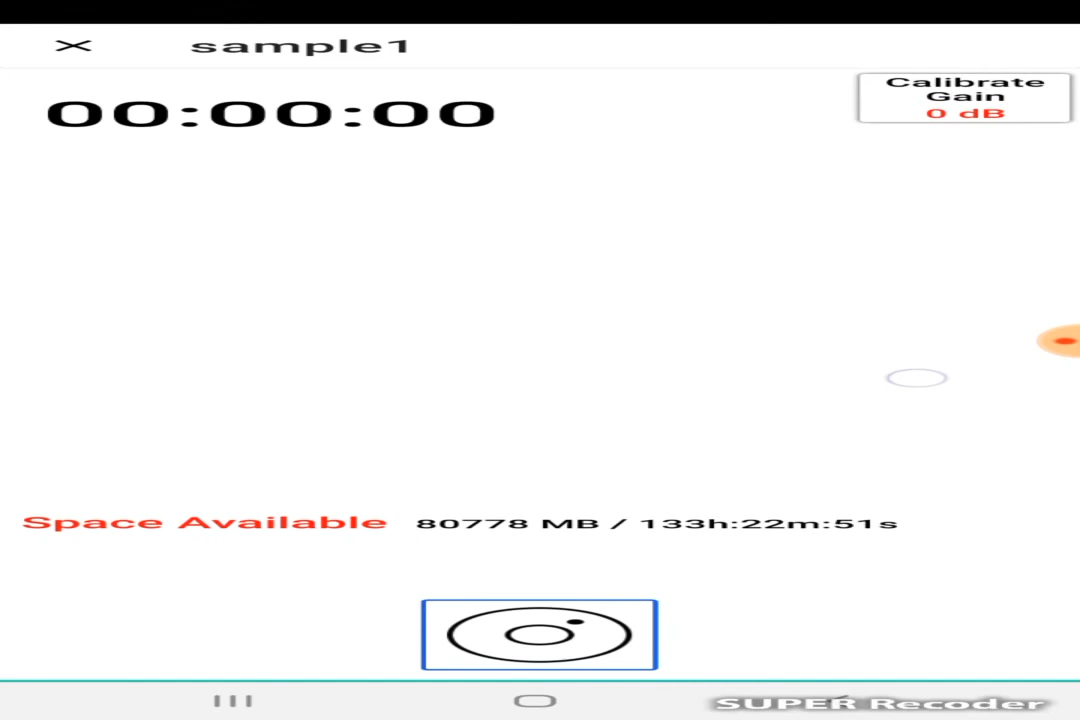 sample1
00:00:00
Calibrate
Gain
0 dB
Space Available 80778 MB / 133h:22m:51s
SUPER Recoder